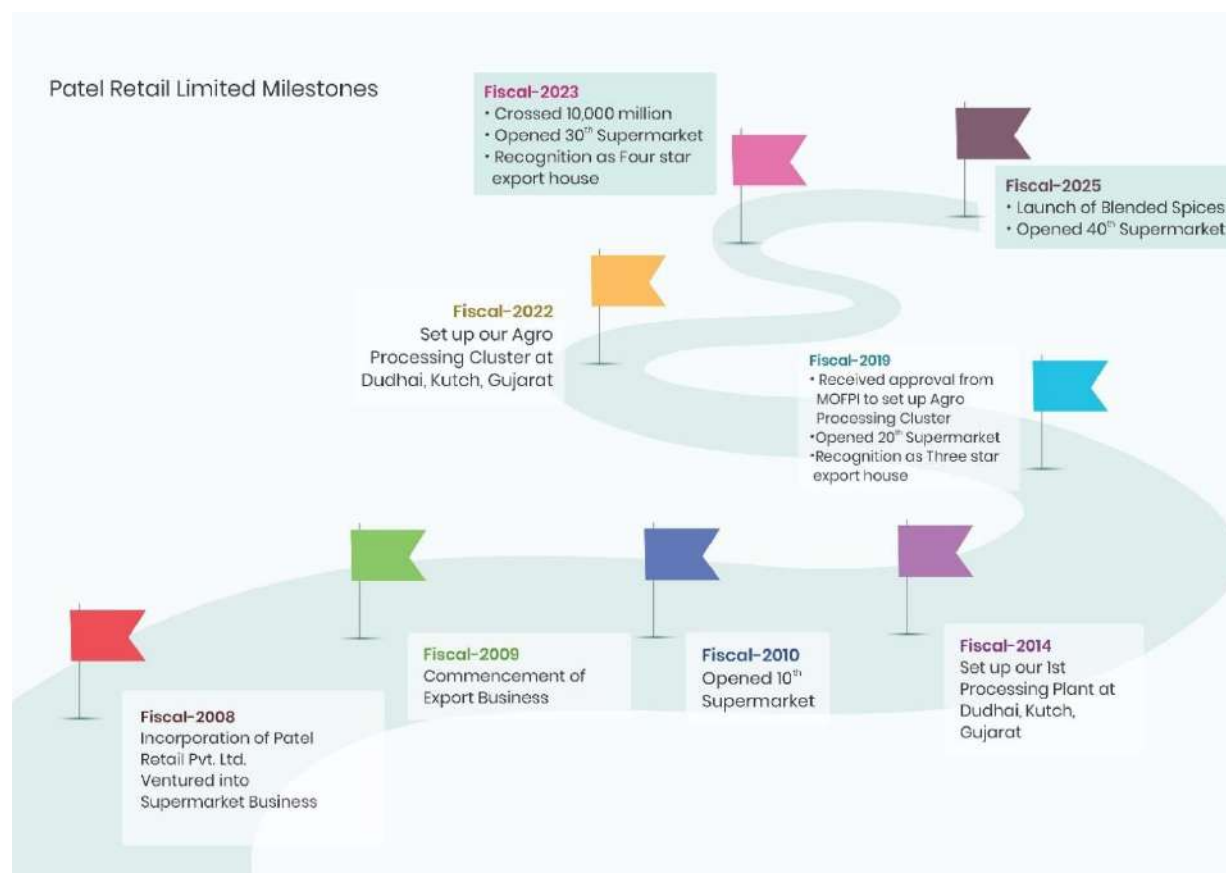 Patel Retail Limited Milestones
Fiscal-2023
• Crossed 10,000 million
• Opened 30th Supermarket
• Recognition as Four star
export house
Fiscal-2025
• Launch of Blended Spices
• Opened 40th Supermarket
Fiscal-2022
Set up our Agro
Processing Cluster at
Dudhai, Kutch, Gujarat
Fiscal-2019
• Received approval from
MOFPI to set up Agro
Processing Cluster
•Opened 20th Supermarket
•Recognition as Three star
export house
Fiscal-2008
Incorporation of Patel
Retail Pvt. Ltd.
Ventured into
Supermarket Business
Fiscal-2009
Commencement of
Export Business
Fiscal-2010
Opened 10th
Supermarket
Fiscal-2014
Set up our 1st
Processing Plant at
Dudhai, Kutch,
Gujarat